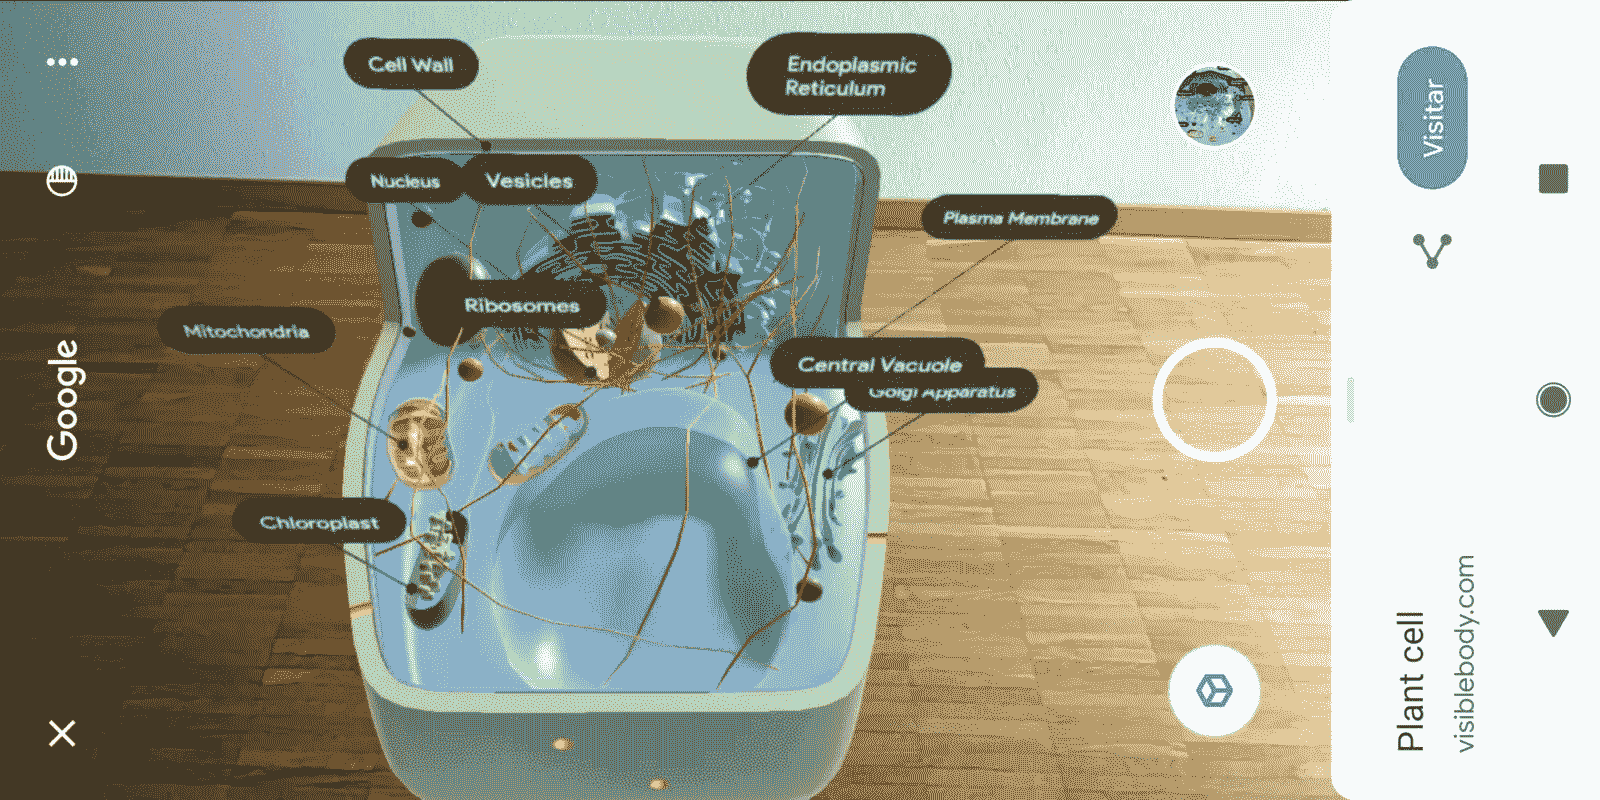 Cell Wall
Endoplasmic
Reticulum
Nucleus
Vesicles
Plasma Membrane
Ribosomes
Mitochondria
Central Vacuole
Golgi Apparatus
Chloroplast
Google
Visitar
Plant cell
visiblebody.com